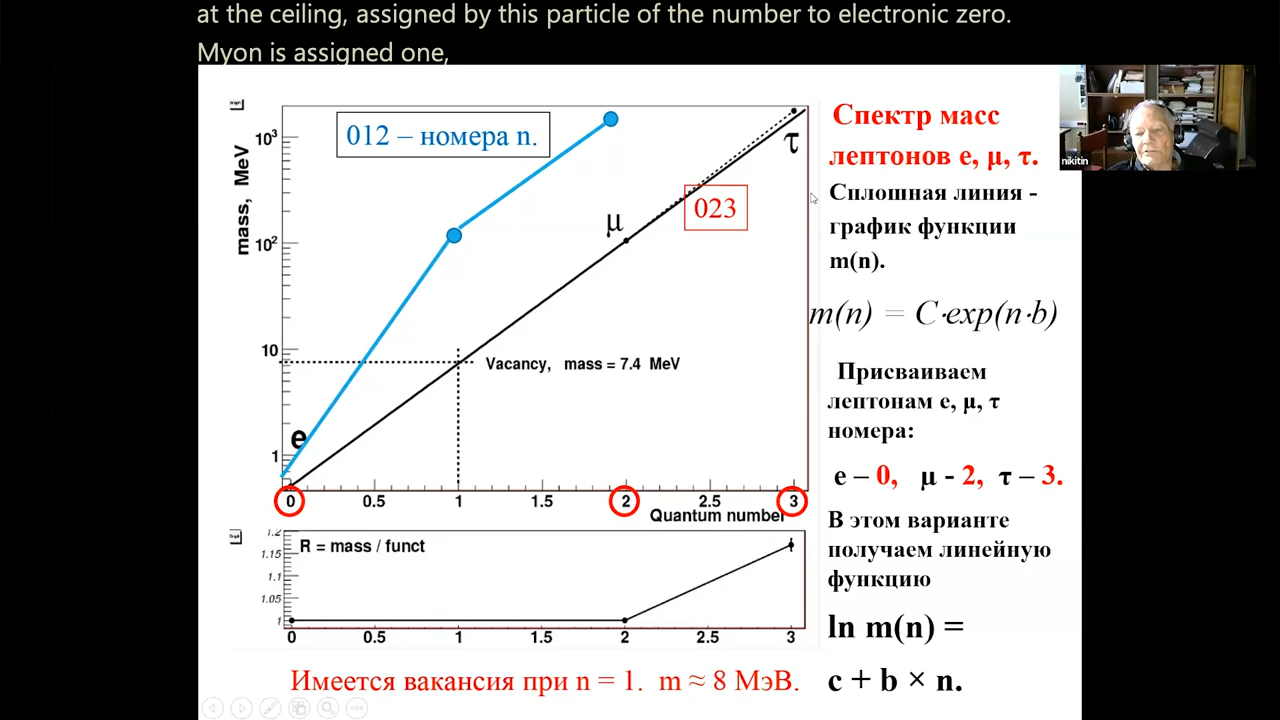 at the ceiling, assigned by this particle of the number to electronic zero.
Myon is assigned one,
nikitin
012 – номера n.
mass, MeV
10³
10²
10
1
e
μ
τ
023
Vacancy, mass = 7.4 MeV
0 0.5 1 1.5 2 2.5 3
Quantum number
R = mass / funct
1.2
1.15
1.1
1.05
1
0 0.5 1 1.5 2 2.5 3
Имеется вакансия при n = 1. m ≈ 8 МэВ.
Спектр масс
лептонов e, μ, τ.
Сплошная линия -
график функции
m(n).
m(n) = C·exp(n·b)
Присваиваем
лептонам e, μ, τ
номера:
e – 0, μ - 2, τ – 3.
В этом варианте
получаем линейную
функцию
ln m(n) =
c + b × n.